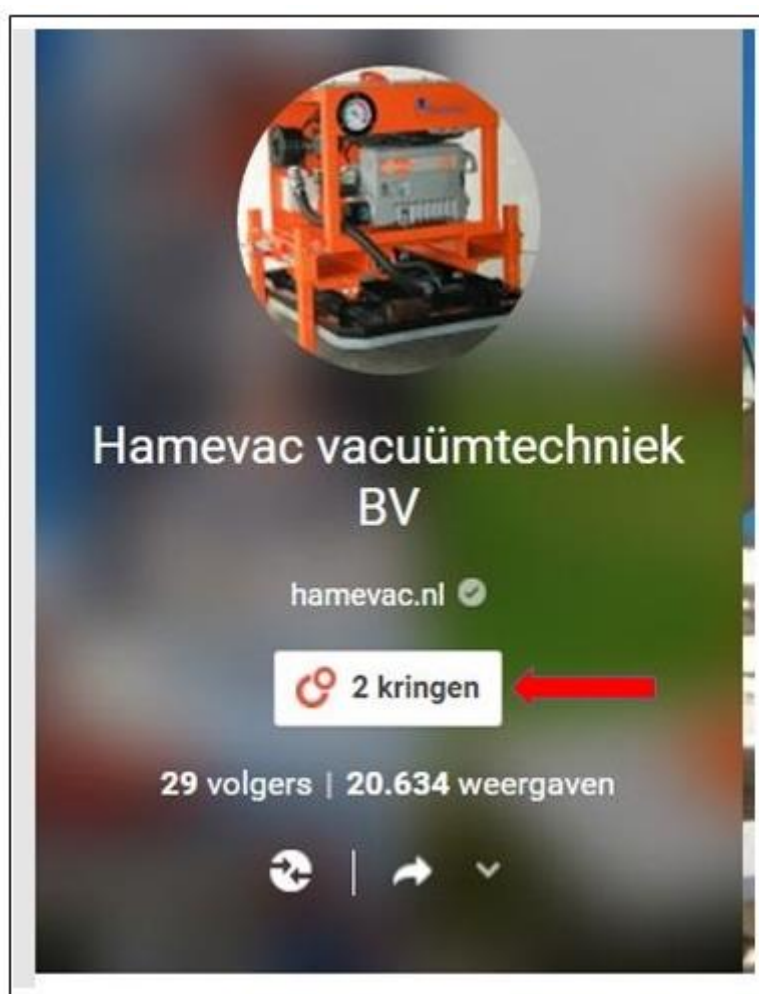 Hamevac vacuümtechniek
BV
hamevac.nl
2 kringen
29 volgers | 20.634 weergaven